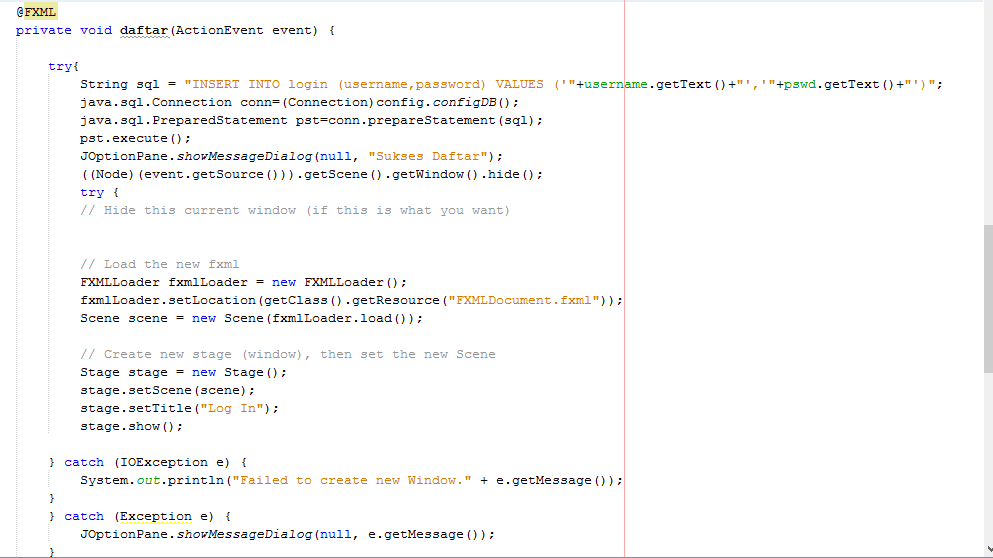 @FXML
private void daftar(ActionEvent event) {
try{
String sql = "INSERT INTO login (username,password) VALUES ('"+username.getText()+"','"+pswd.getText()+"')";
java.sql.Connection conn=(Connection)config.configDB();
java.sql.PreparedStatement pst=conn.prepareStatement(sql);
pst.execute();
JOptionPane.showMessageDialog(null, "Sukses Daftar");
((Node)(event.getSource())).getScene().getWindow().hide();
try {
// Hide this current window (if this is what you want)
// Load the new fxml
FXMLLoader fxmlLoader = new FXMLLoader();
fxmlLoader.setLocation(getClass().getResource("FXMLDocument.fxml"));
Scene scene = new Scene(fxmlLoader.load());
// Create new stage (window), then set the new Scene
Stage stage = new Stage();
stage.setScene(scene);
stage.setTitle("Log In");
stage.show();
} catch (IOException e) {
System.out.println("Failed to create new Window." + e.getMessage());
}
} catch (Exception e) {
JOptionPane.showMessageDialog(null, e.getMessage());
}